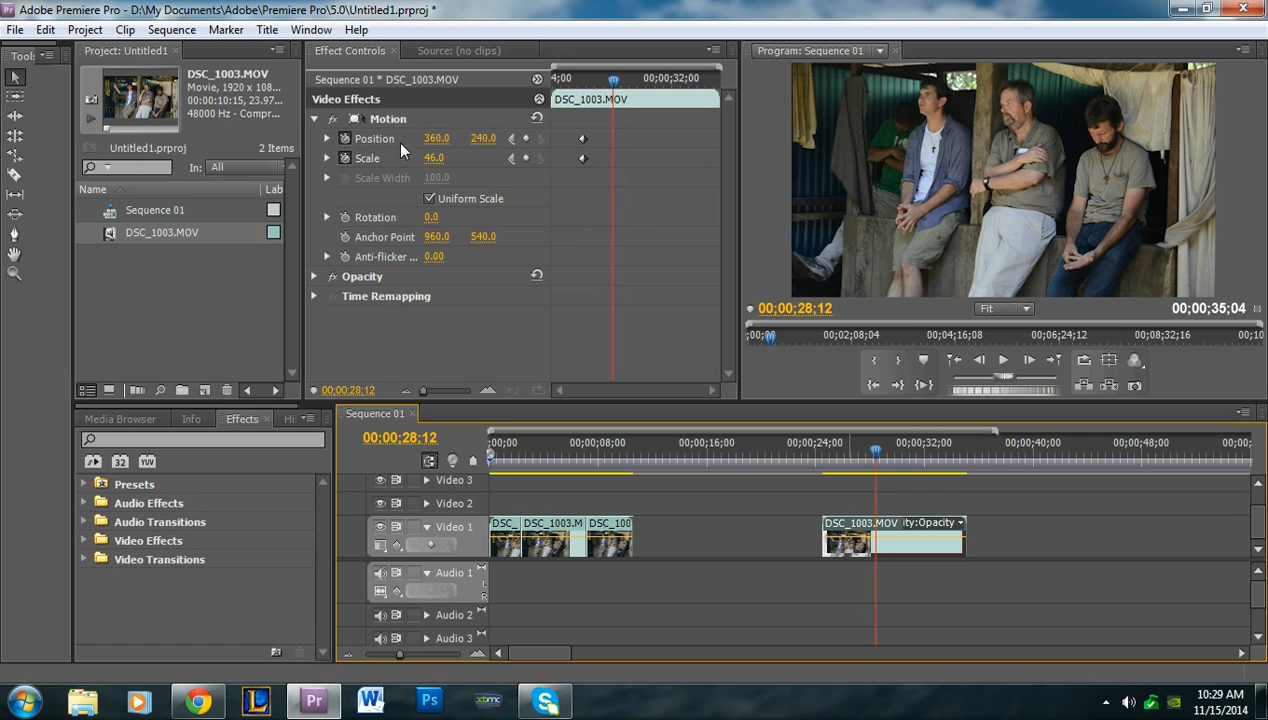 Adobe Premiere Pro - D:\My Documents\Adobe\Premiere Pro\5.0\Untitled1.prproj *
File Edit Project Clip Sequence Marker Title Window Help
Tools
Project: Untitled1
DSC_1003.MOV
Movie, 1920 x 108...
00:00:10:15, 23.97...
48000 Hz - Compr...
Untitled1.prproj 2 Items
In: All
Name Lab
Sequence 01
DSC_1003.MOV
Effect Controls Source: (no clips)
Sequence 01 * DSC_1003.MOV
4;00 00;00;32;00
Video Effects DSC_1003.MOV
fx Motion
Position 360.0 240.0
Scale 46.0
Scale Width 100.0
Uniform Scale
Rotation 0.0
Anchor Point 960.0 540.0
Anti-flicker ... 0.00
fx Opacity
Time Remapping
00;00;28;12
Program: Sequence 01
00;00;28;12 Fit 00;00;35;04
;00;00 00;02;08;04 00;04;16;08 00;06;24;12 00;08;32;16 00;10
Media Browser Info Effects Hi
32 YUV
Presets
Audio Effects
Audio Transitions
Video Effects
Video Transitions
Sequence 01
00;00;28;12
;00;00 00;00;08;00 00;00;16;00 00;00;24;00 00;00;32;00 00;00;40;00 00;00;48;00 00;00;
Video 3
Video 2
Video 1
DSC_ DSC_1003.M DSC_100 DSC_1003.MOV ity:Opacity
Audio 1
L
R
Audio 2
Audio 3
Pr W Ps xbmc S
10:29 AM
11/15/2014